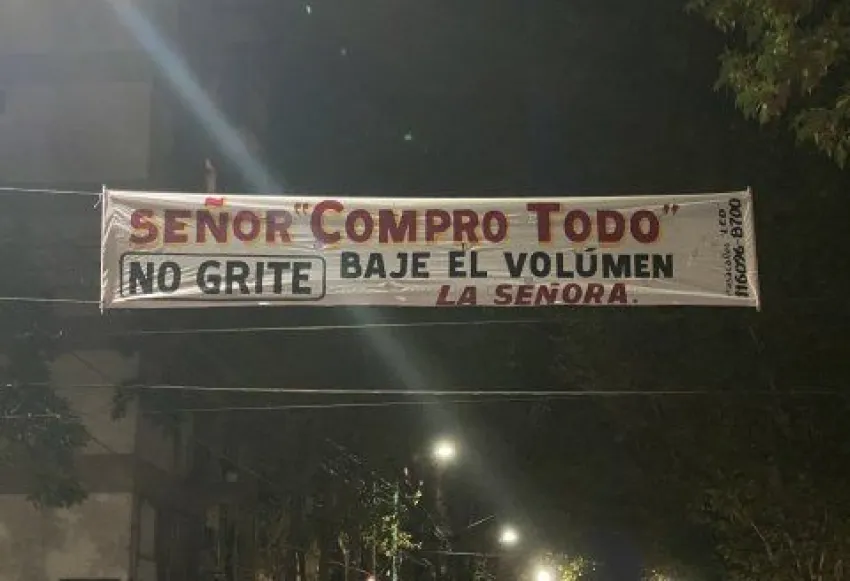 SEÑOR "COMPRO TODO"
NO GRITE
BAJE EL VOLÚMEN
LA SEÑORA.